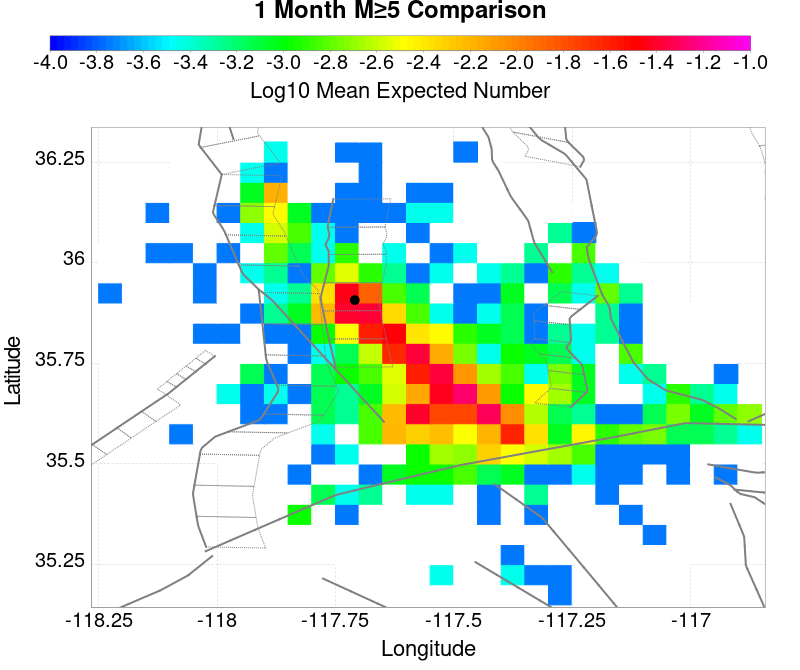 1 Month M≥5 Comparison
-4.0 -3.8 -3.6 -3.4 -3.2 -3.0 -2.8 -2.6 -2.4 -2.2 -2.0 -1.8 -1.6 -1.4 -1.2 -1.0
Log10 Mean Expected Number
36.25
36
35.75
35.5
35.25
Latitude
-118.25 -118 -117.75 -117.5 -117.25 -117
Longitude